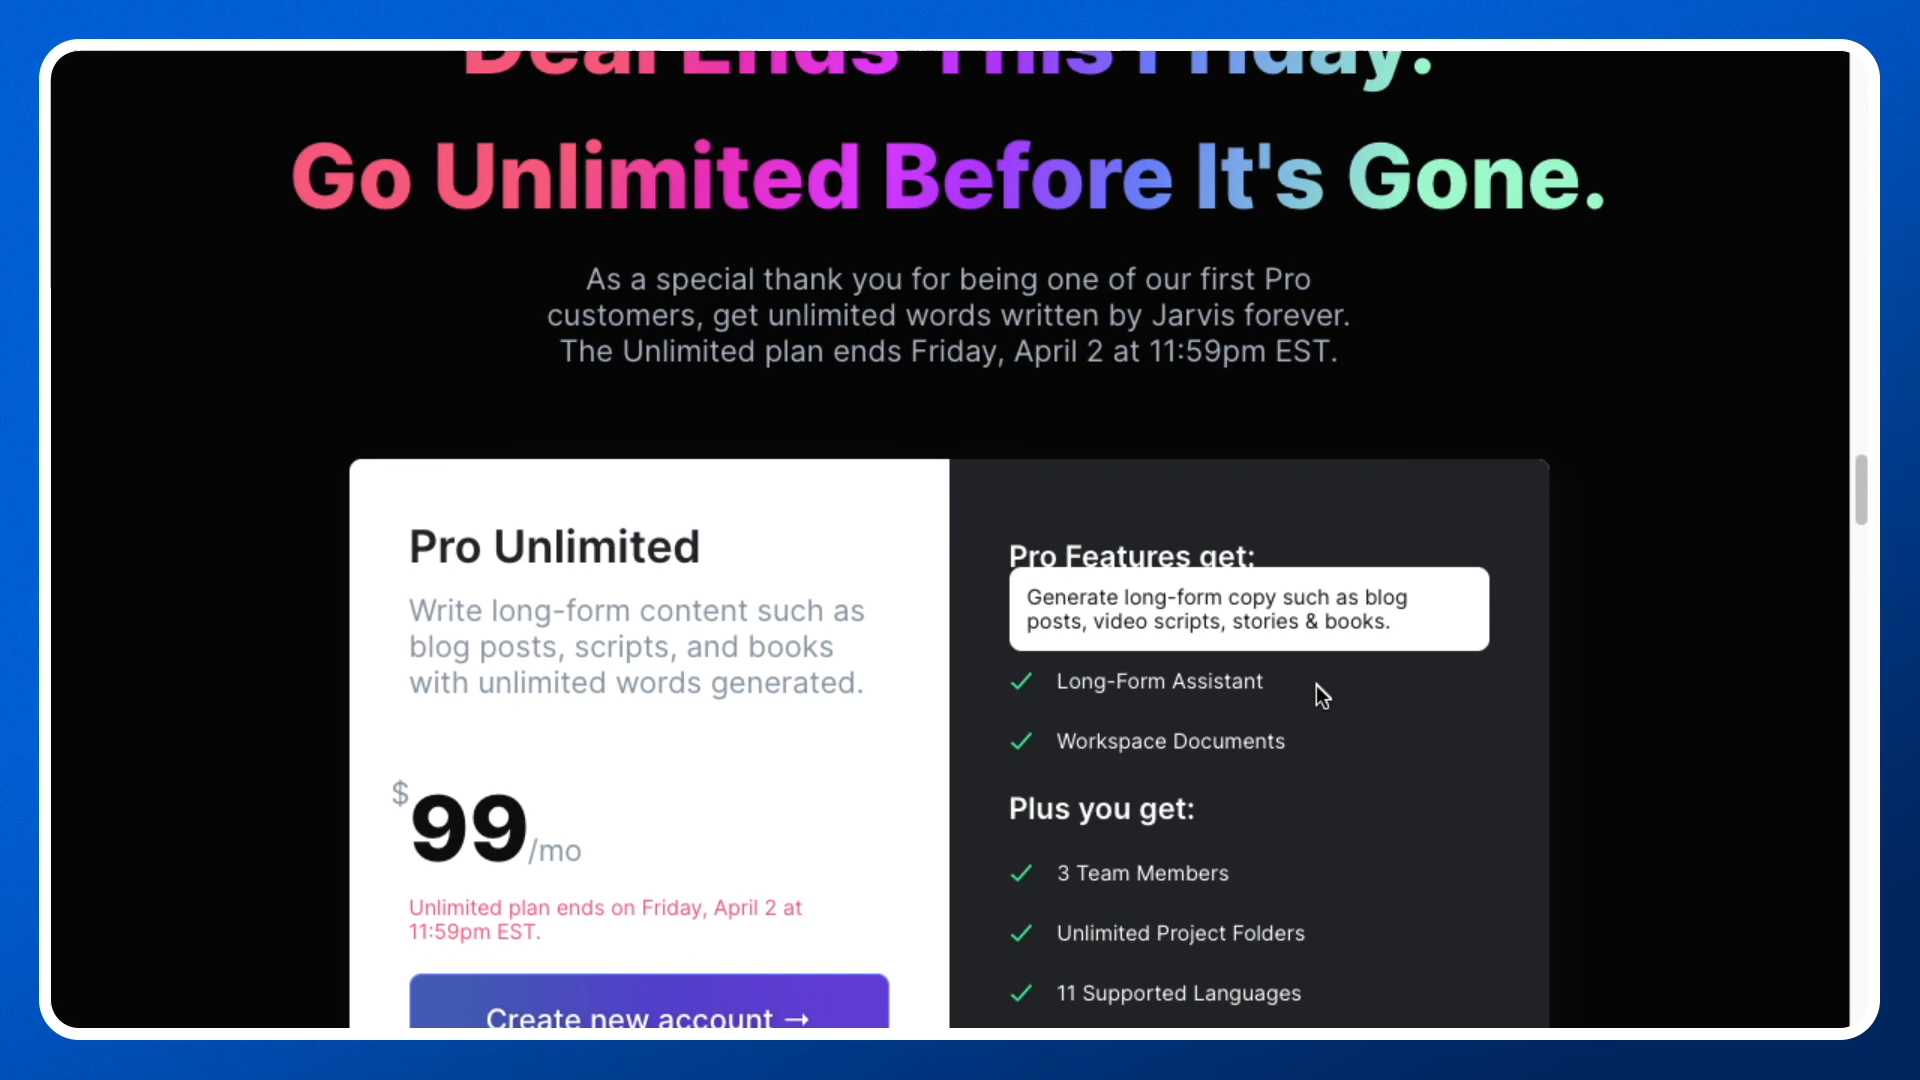 Deal Ends This Friday.
Go Unlimited Before It's Gone.
As a special thank you for being one of our first Pro
customers, get unlimited words written by Jarvis forever.
The Unlimited plan ends Friday, April 2 at 11:59pm EST.
Pro Unlimited
Write long-form content such as
blog posts, scripts, and books
with unlimited words generated.
$99/mo
Unlimited plan ends on Friday, April 2 at
11:59pm EST.
Create new account →
Pro Features get:
Generate long-form copy such as blog
posts, video scripts, stories & books.
Long-Form Assistant
Workspace Documents
Plus you get:
3 Team Members
Unlimited Project Folders
11 Supported Languages